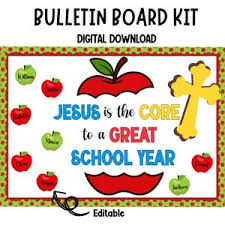 BULLETIN BOARD KIT
DIGITAL DOWNLOAD
JESUS is the CORE
to a GREAT
SCHOOL YEAR
Editable